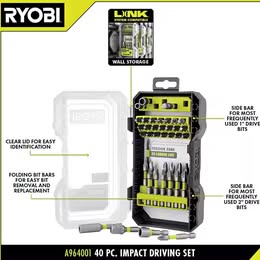 RYOBI
LINK
SYSTEM COMPATIBLE
WALL STORAGE
CLEAR LID FOR EASY
IDENTIFICATION
FOLDING BIT BARS FOR
EASY BIT REMOVAL
AND REPLACEMENT
SIDE BAR
FOR MOST
FREQUENTLY
USED 1" DRIVE
BITS
SIDE BAR
FOR MOST
FREQUENTLY
USED 2" DRIVE
BITS
RYOBI
A964001 40 PC. IMPACT DRIVING SET